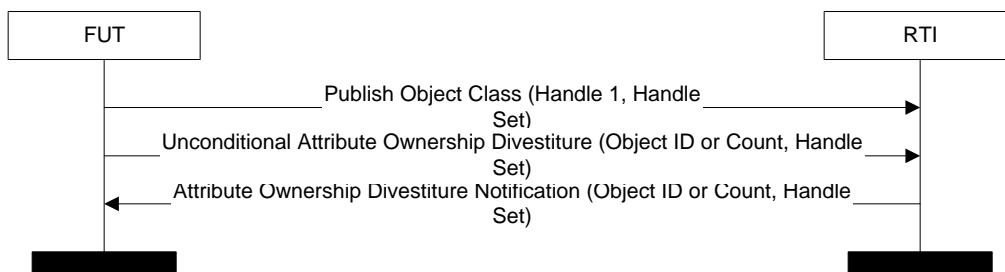 FUT
RTI
Publish Object Class (Handle 1, Handle
Set)
Unconditional Attribute Ownership Divestiture (Object ID or Count, Handle
Set)
Attribute Ownership Divestiture Notification (Object ID or Count, Handle
Set)